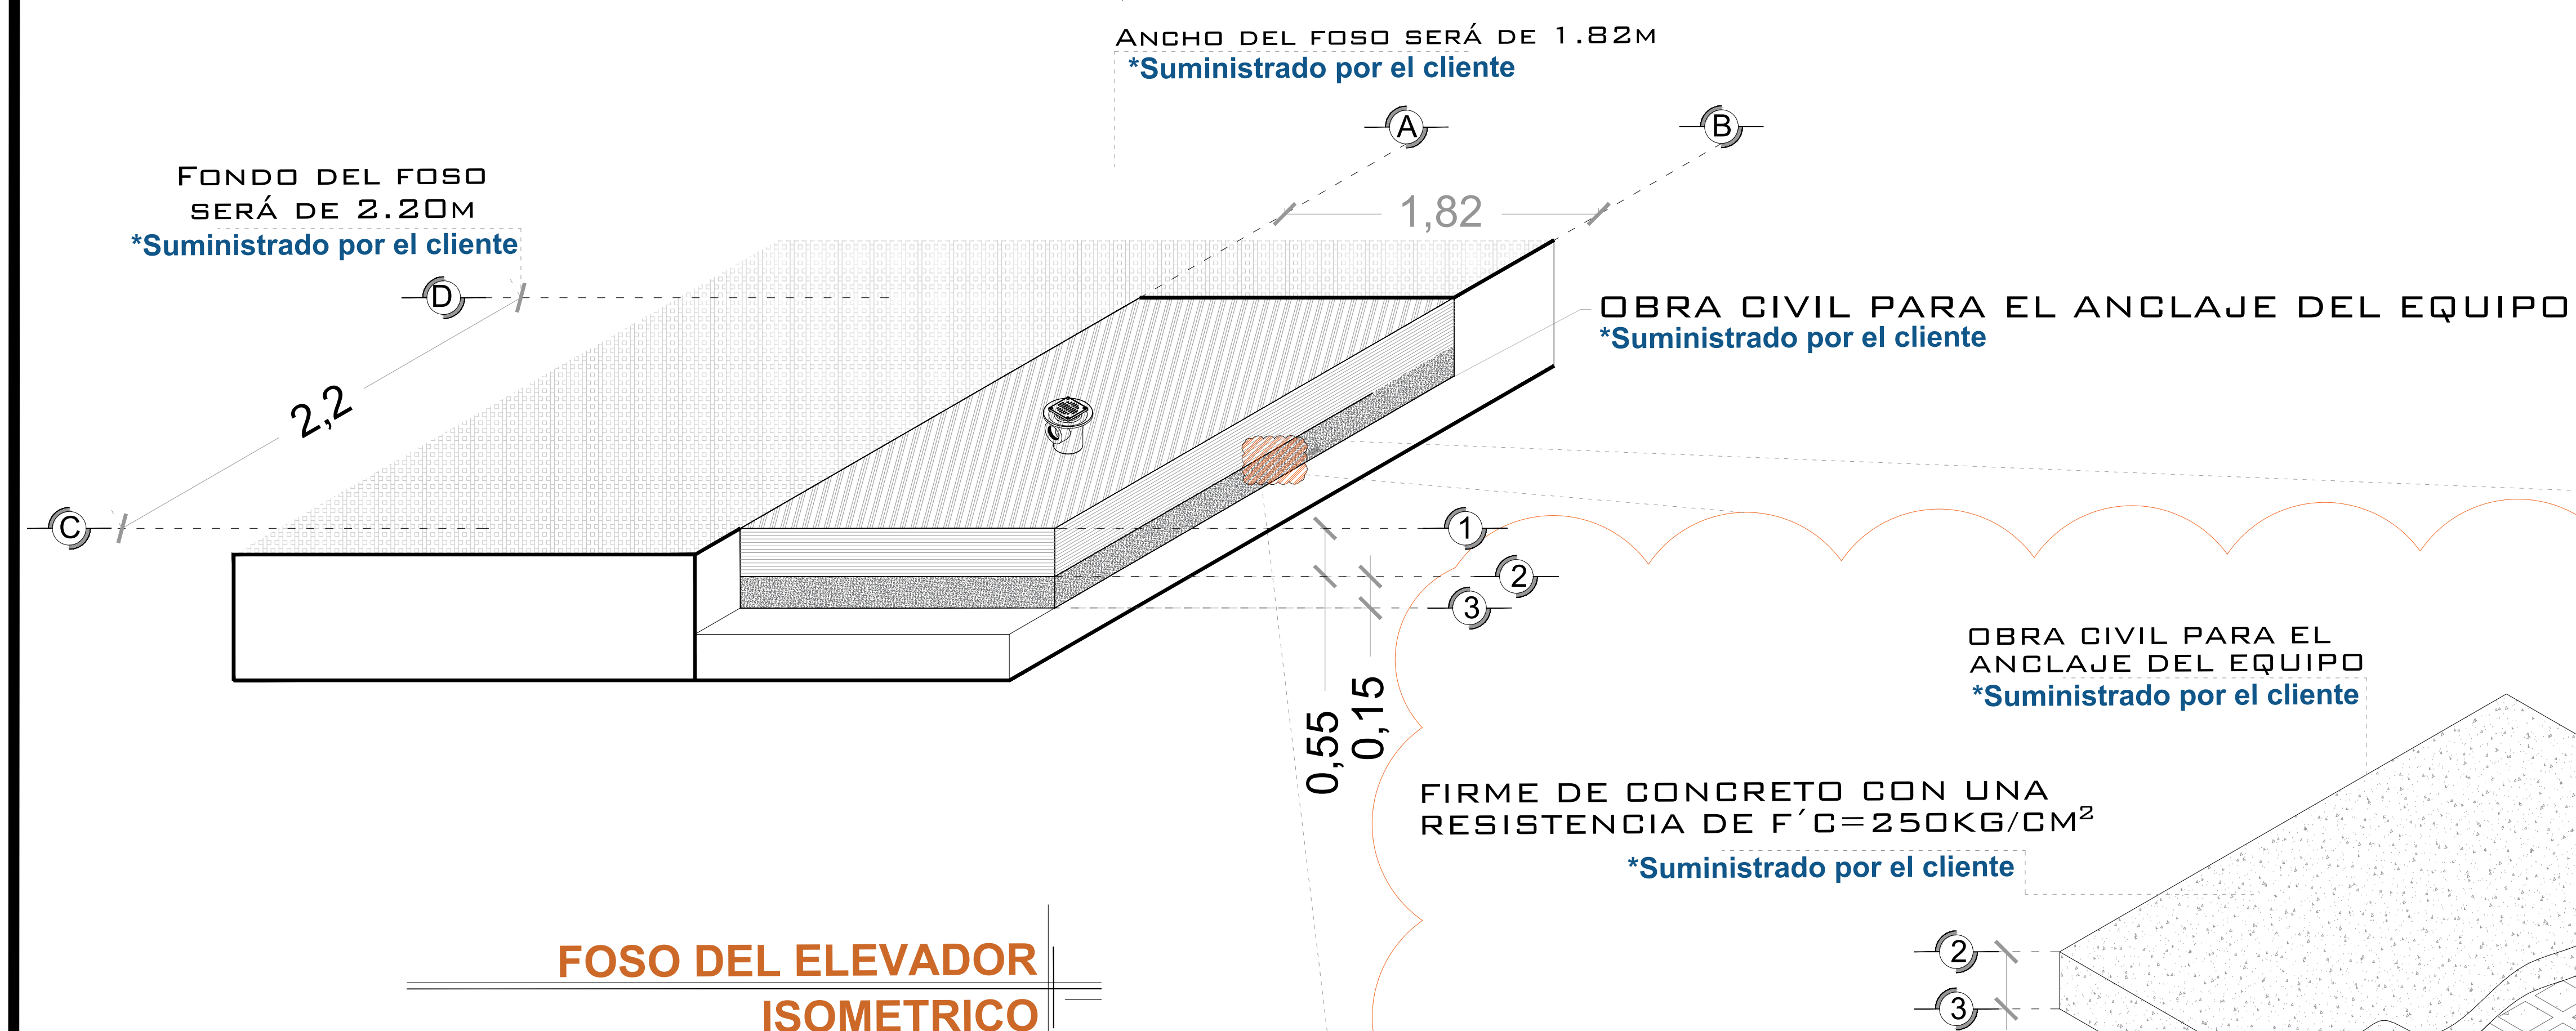 ANCHO DEL FOSO SERÁ DE 1.82M
*Suministrado por el cliente
A
B
1,82
FONDO DEL FOSO
SERÁ DE 2.20M
*Suministrado por el cliente
D
2,2
C
OBRA CIVIL PARA EL ANCLAJE DEL EQUIPO
*Suministrado por el cliente
1
2
3
0,55
0,15
OBRA CIVIL PARA EL
ANCLAJE DEL EQUIPO
*Suministrado por el cliente
FIRME DE CONCRETO CON UNA
RESISTENCIA DE F´C=250KG/CM²
*Suministrado por el cliente
2
3
FOSO DEL ELEVADOR
ISOMETRICO